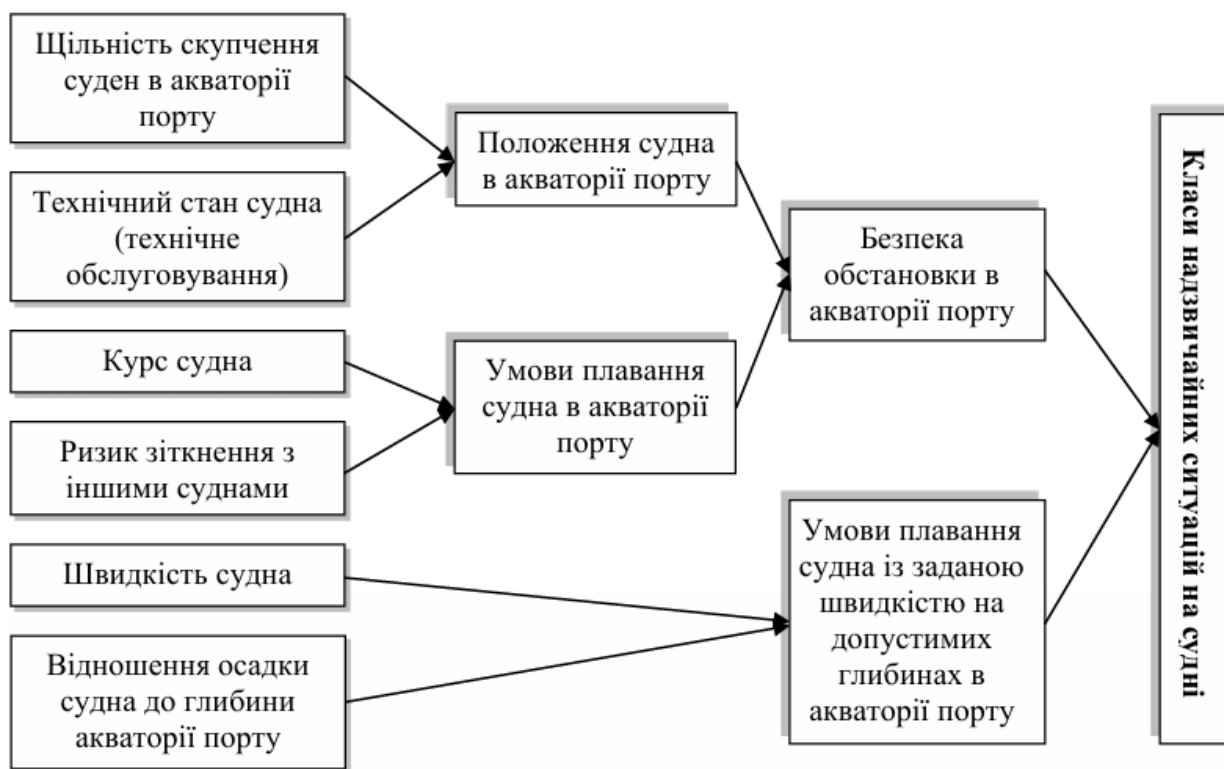 Щільність скупчення
суден в акваторії
порту
Технічний стан судна
(технічне
обслуговування)
Курс судна
Ризик зіткнення з
іншими суднами
Швидкість судна
Відношення осадки
судна до глибини
акваторії порту
Положення судна
в акваторії порту
Умови плавання
судна в акваторії
порту
Безпека
обстановки в
акваторії порту
Умови плавання
судна із заданою
швидкістю на
допустимих
глибинах в
акваторії порту
Класи надзвичайних ситуацій на судні